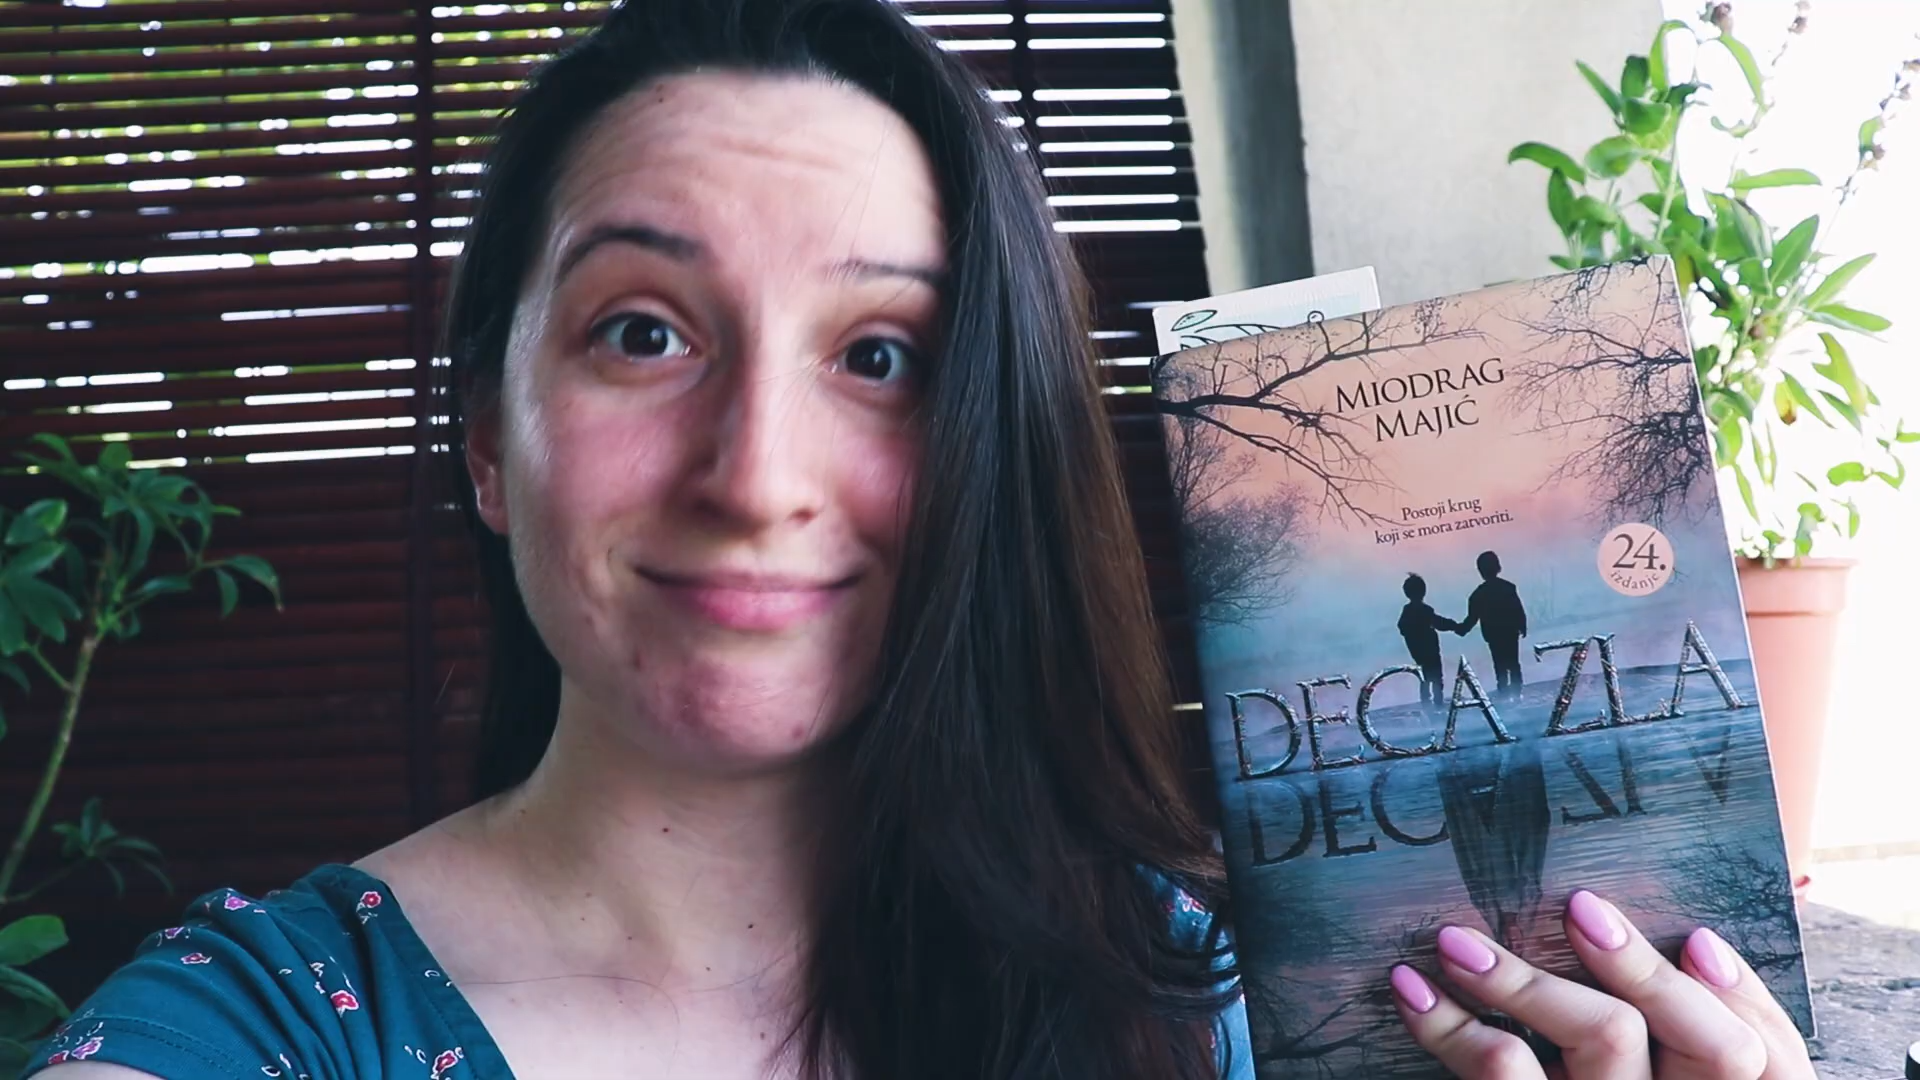 MIODRAG
MAJIĆ
Postoji krug
koji se mora zatvoriti.
24.
izdanje
DECA ZLA